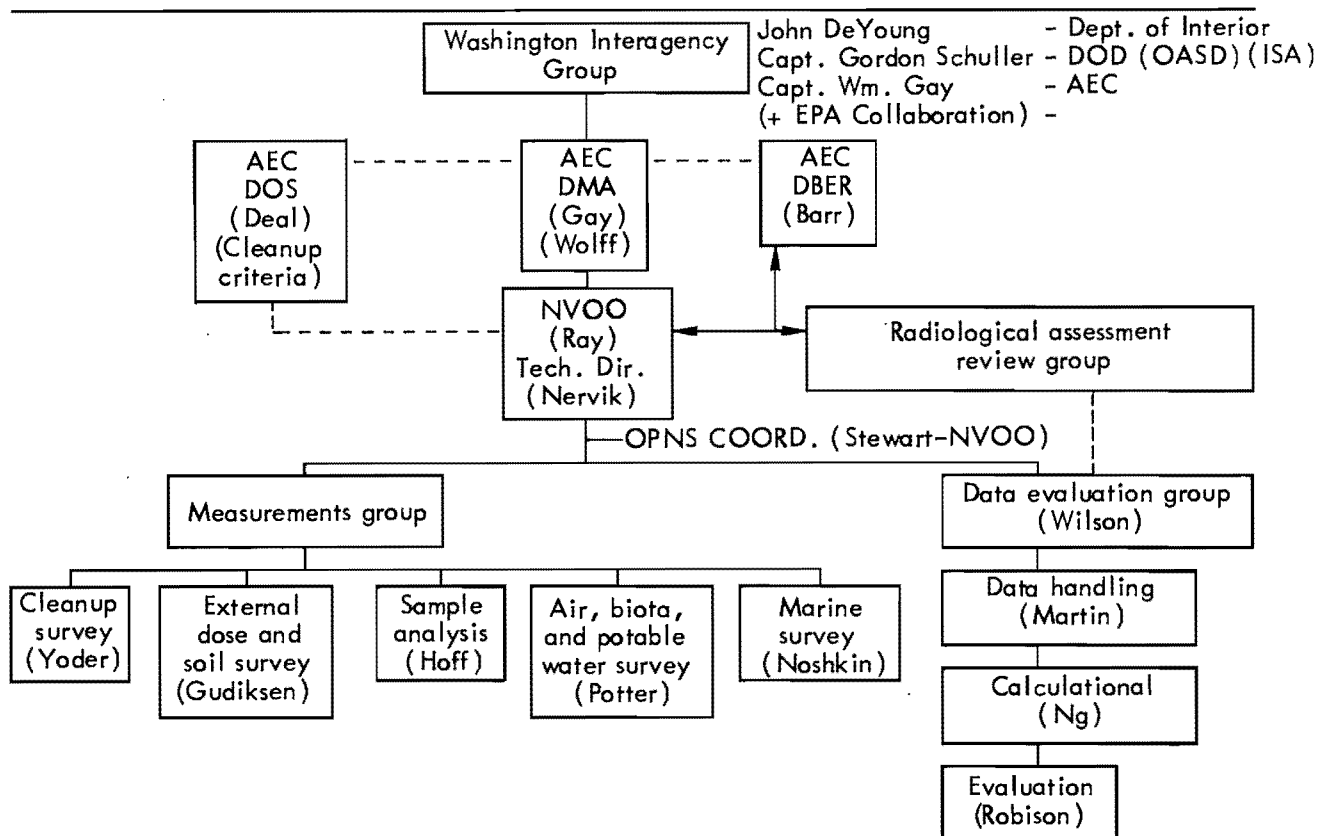 Washington Interagency
Group
John DeYoung - Dept. of Interior
Capt. Gordon Schuller - DOD (OASD) (ISA)
Capt. Wm. Gay - AEC
(+ EPA Collaboration) -
AEC
DOS
(Deal)
(Cleanup
criteria)
AEC
DMA
(Gay)
(Wolff)
AEC
DBER
(Barr)
NVOO
(Ray)
Tech. Dir.
(Nervik)
Radiological assessment
review group
OPNS COORD. (Stewart-NVOO)
Measurements group
Data evaluation group
(Wilson)
Cleanup
survey
(Yoder)
External
dose and
soil survey
(Gudiksen)
Sample
analysis
(Hoff)
Air, biota,
and potable
water survey
(Potter)
Marine
survey
(Noshkin)
Data handling
(Martin)
Calculational
(Ng)
Evaluation
(Robison)